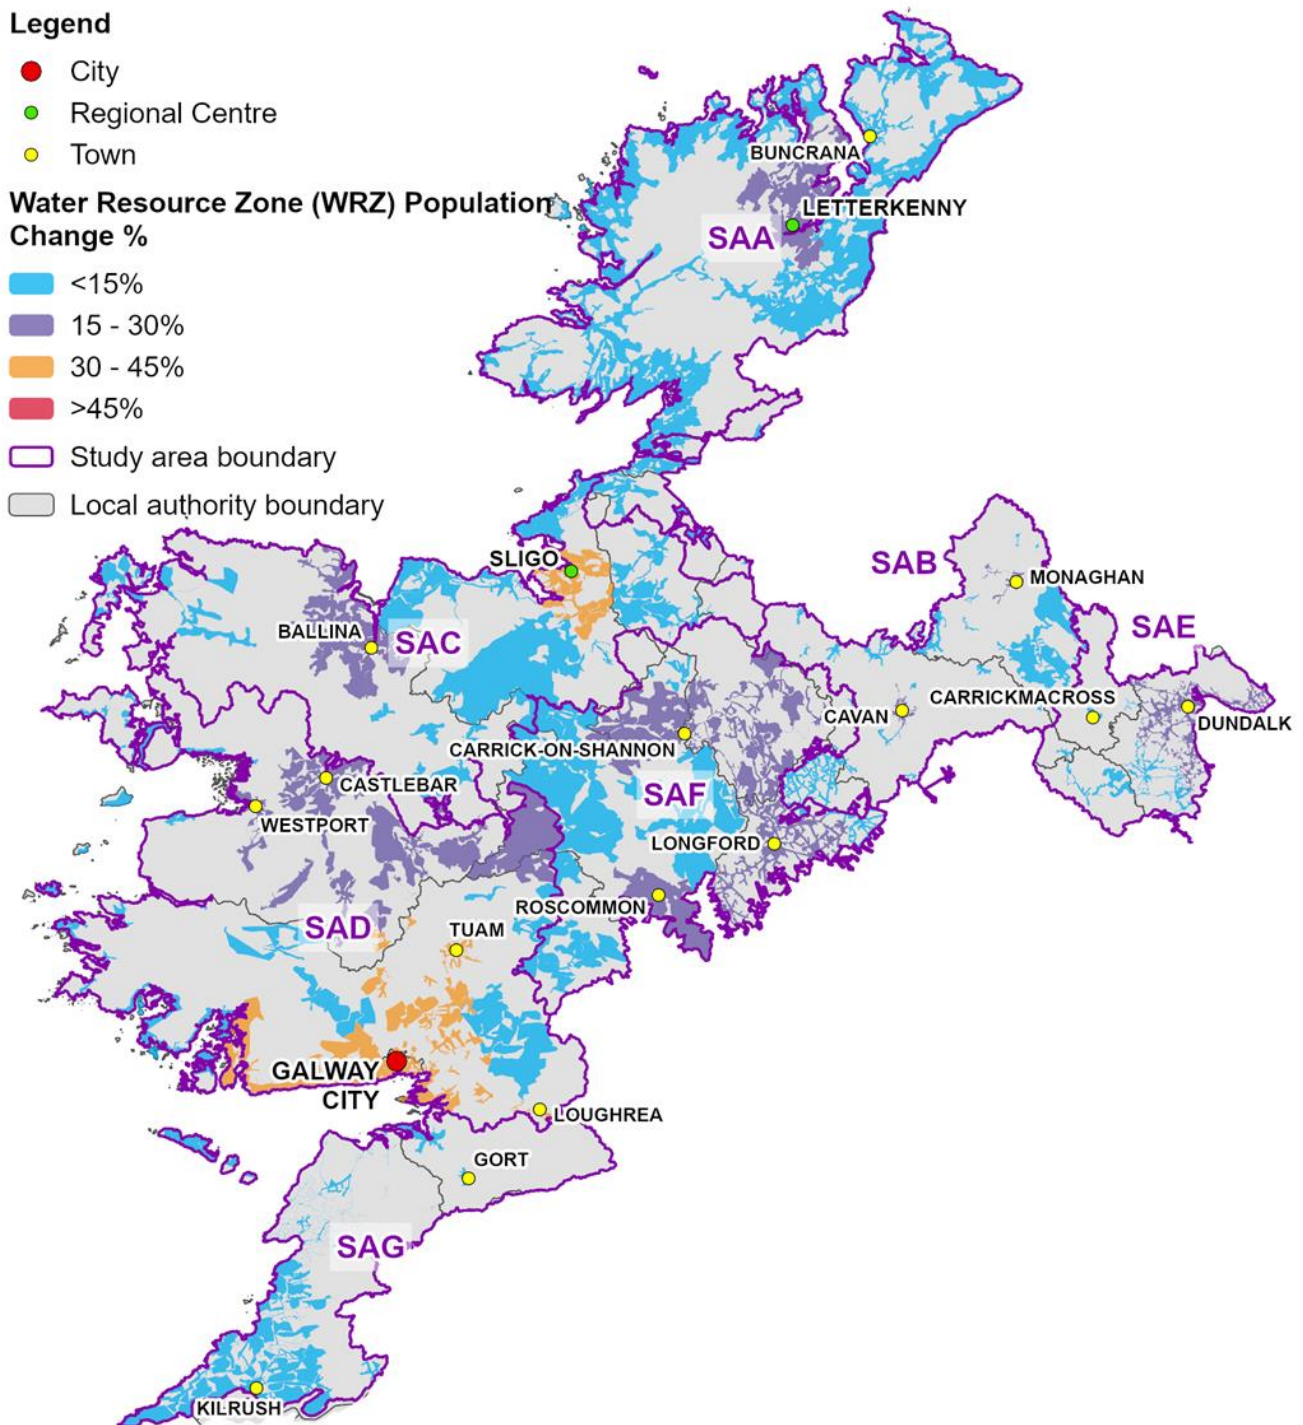 Legend
City
Regional Centre
Town
Water Resource Zone (WRZ) Population
Change %
<15%
15 - 30%
30 - 45%
>45%
Study area boundary
Local authority boundary
BUNCRANA
LETTERKENNY
SAA
SLIGO
SAB
MONAGHAN
BALLINA
SAC
SAE
CARRICKMACROSS
CAVAN
DUNDALK
CARRICK-ON-SHANNON
CASTLEBAR
SAF
WESTPORT
LONGFORD
ROSCOMMON
SAD
TUAM
GALWAY
CITY
LOUGHREA
GORT
SAG
KILRUSH